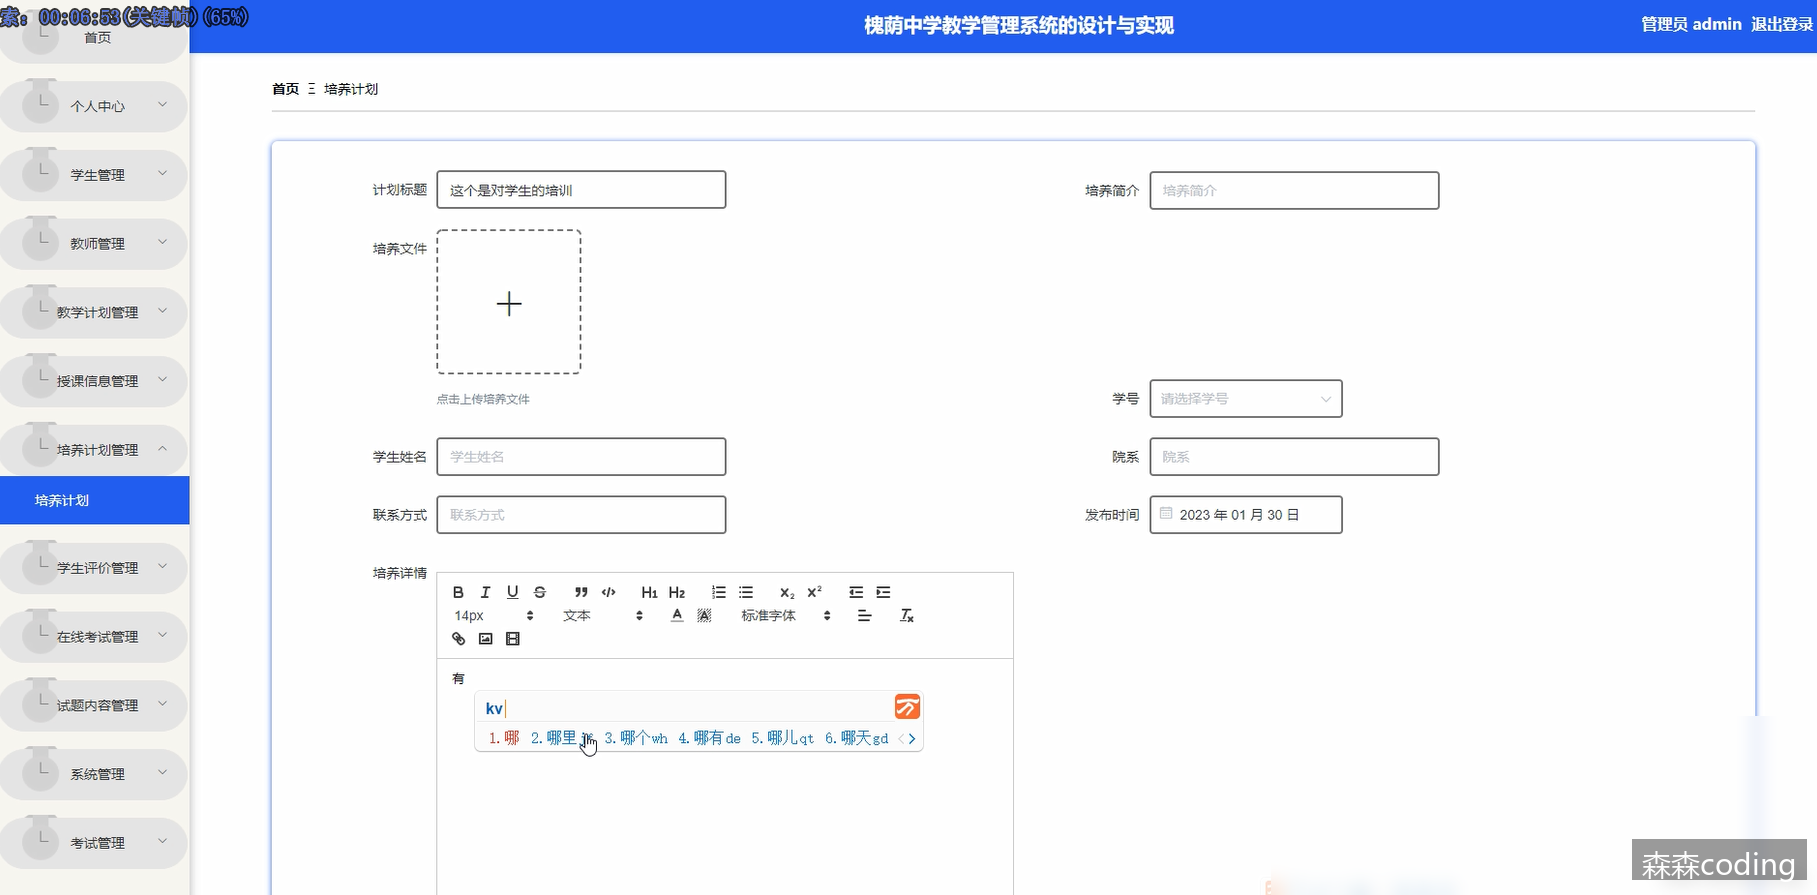 索: 00:06:53(关键帧)(65%)
槐荫中学教学管理系统的设计与实现
管理员 admin 退出登录
首页
个人中心
学生管理
教师管理
教学计划管理
授课信息管理
培养计划管理
培养计划
学生评价管理
在线考试管理
试题内容管理
系统管理
考试管理
首页 Ξ 培养计划
计划标题 这个是对学生的培训
培养简介 培养简介
培养文件
点击上传培养文件
学号 请选择学号
学生姓名 学生姓名
院系 院系
联系方式 联系方式
发布时间 2023 年 01 月 30 日
培养详情
B I U S ” </> H1 H2 x₂ x²
14px 文本 A A 标准字体 Tx
有
kv
1.哪 2.哪里 3.哪个wh 4.哪有de 5.哪儿qt 6.哪天gd
森森coding